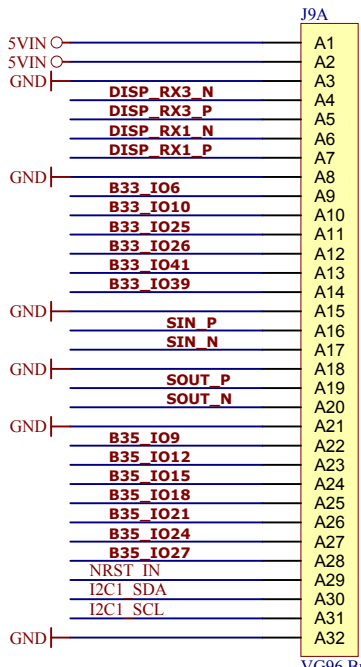 J9A
5VIN A1
5VIN A2
GND A3
DISP_RX3_N A4
DISP_RX3_P A5
DISP_RX1_N A6
DISP_RX1_P A7
GND A8
B33_IO6 A9
B33_IO10 A10
B33_IO25 A11
B33_IO26 A12
B33_IO41 A13
B33_IO39 A14
GND A15
SIN_P A16
SIN_N A17
GND A18
SOUT_P A19
SOUT_N A20
GND A21
B35_IO9 A22
B35_IO12 A23
B35_IO15 A24
B35_IO18 A25
B35_IO21 A26
B35_IO24 A27
B35_IO27 A28
NRST_IN A29
I2C1_SDA A30
I2C1_SCL A31
GND A32
VG96